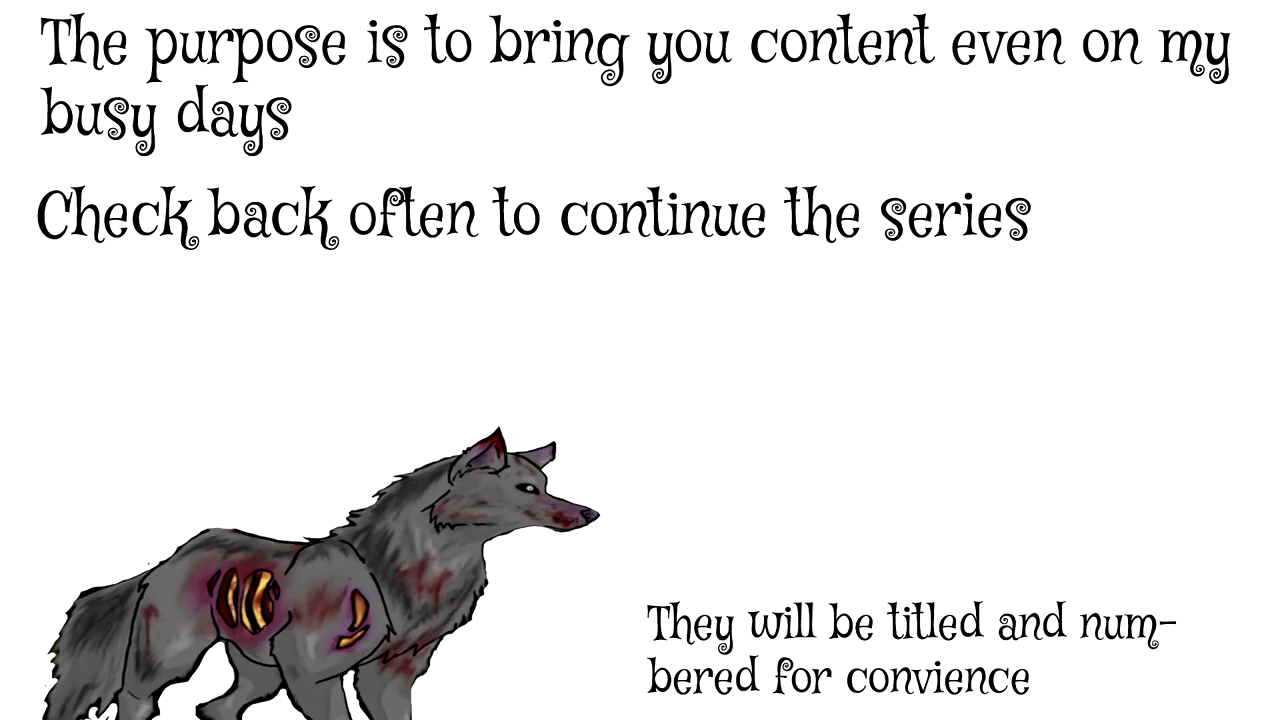 The purpose is to bring you content even on my
busy days
Check back often to continue the series
They will be titled and num-
bered for convience